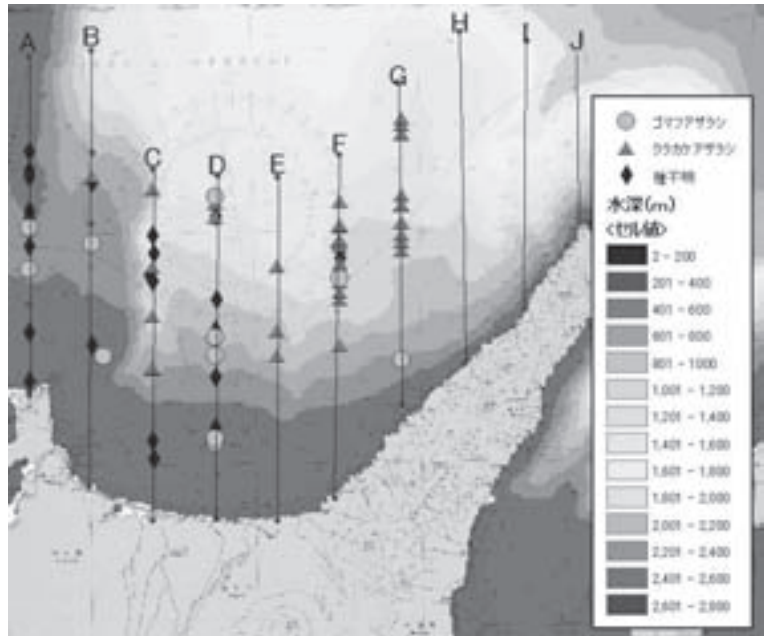 A
B
C
D
E
F
G
H
I
J
ゴマフアザラシ
クラカケアザラシ
種不明
水深(m)
<セル値>
2 - 200
201 - 400
401 - 600
601 - 800
801 - 1000
1,001 - 1,200
1,201 - 1,400
1,401 - 1,600
1,601 - 1,800
1,801 - 2,000
2,001 - 2,200
2,201 - 2,400
2,401 - 2,600
2,601 - 2,800